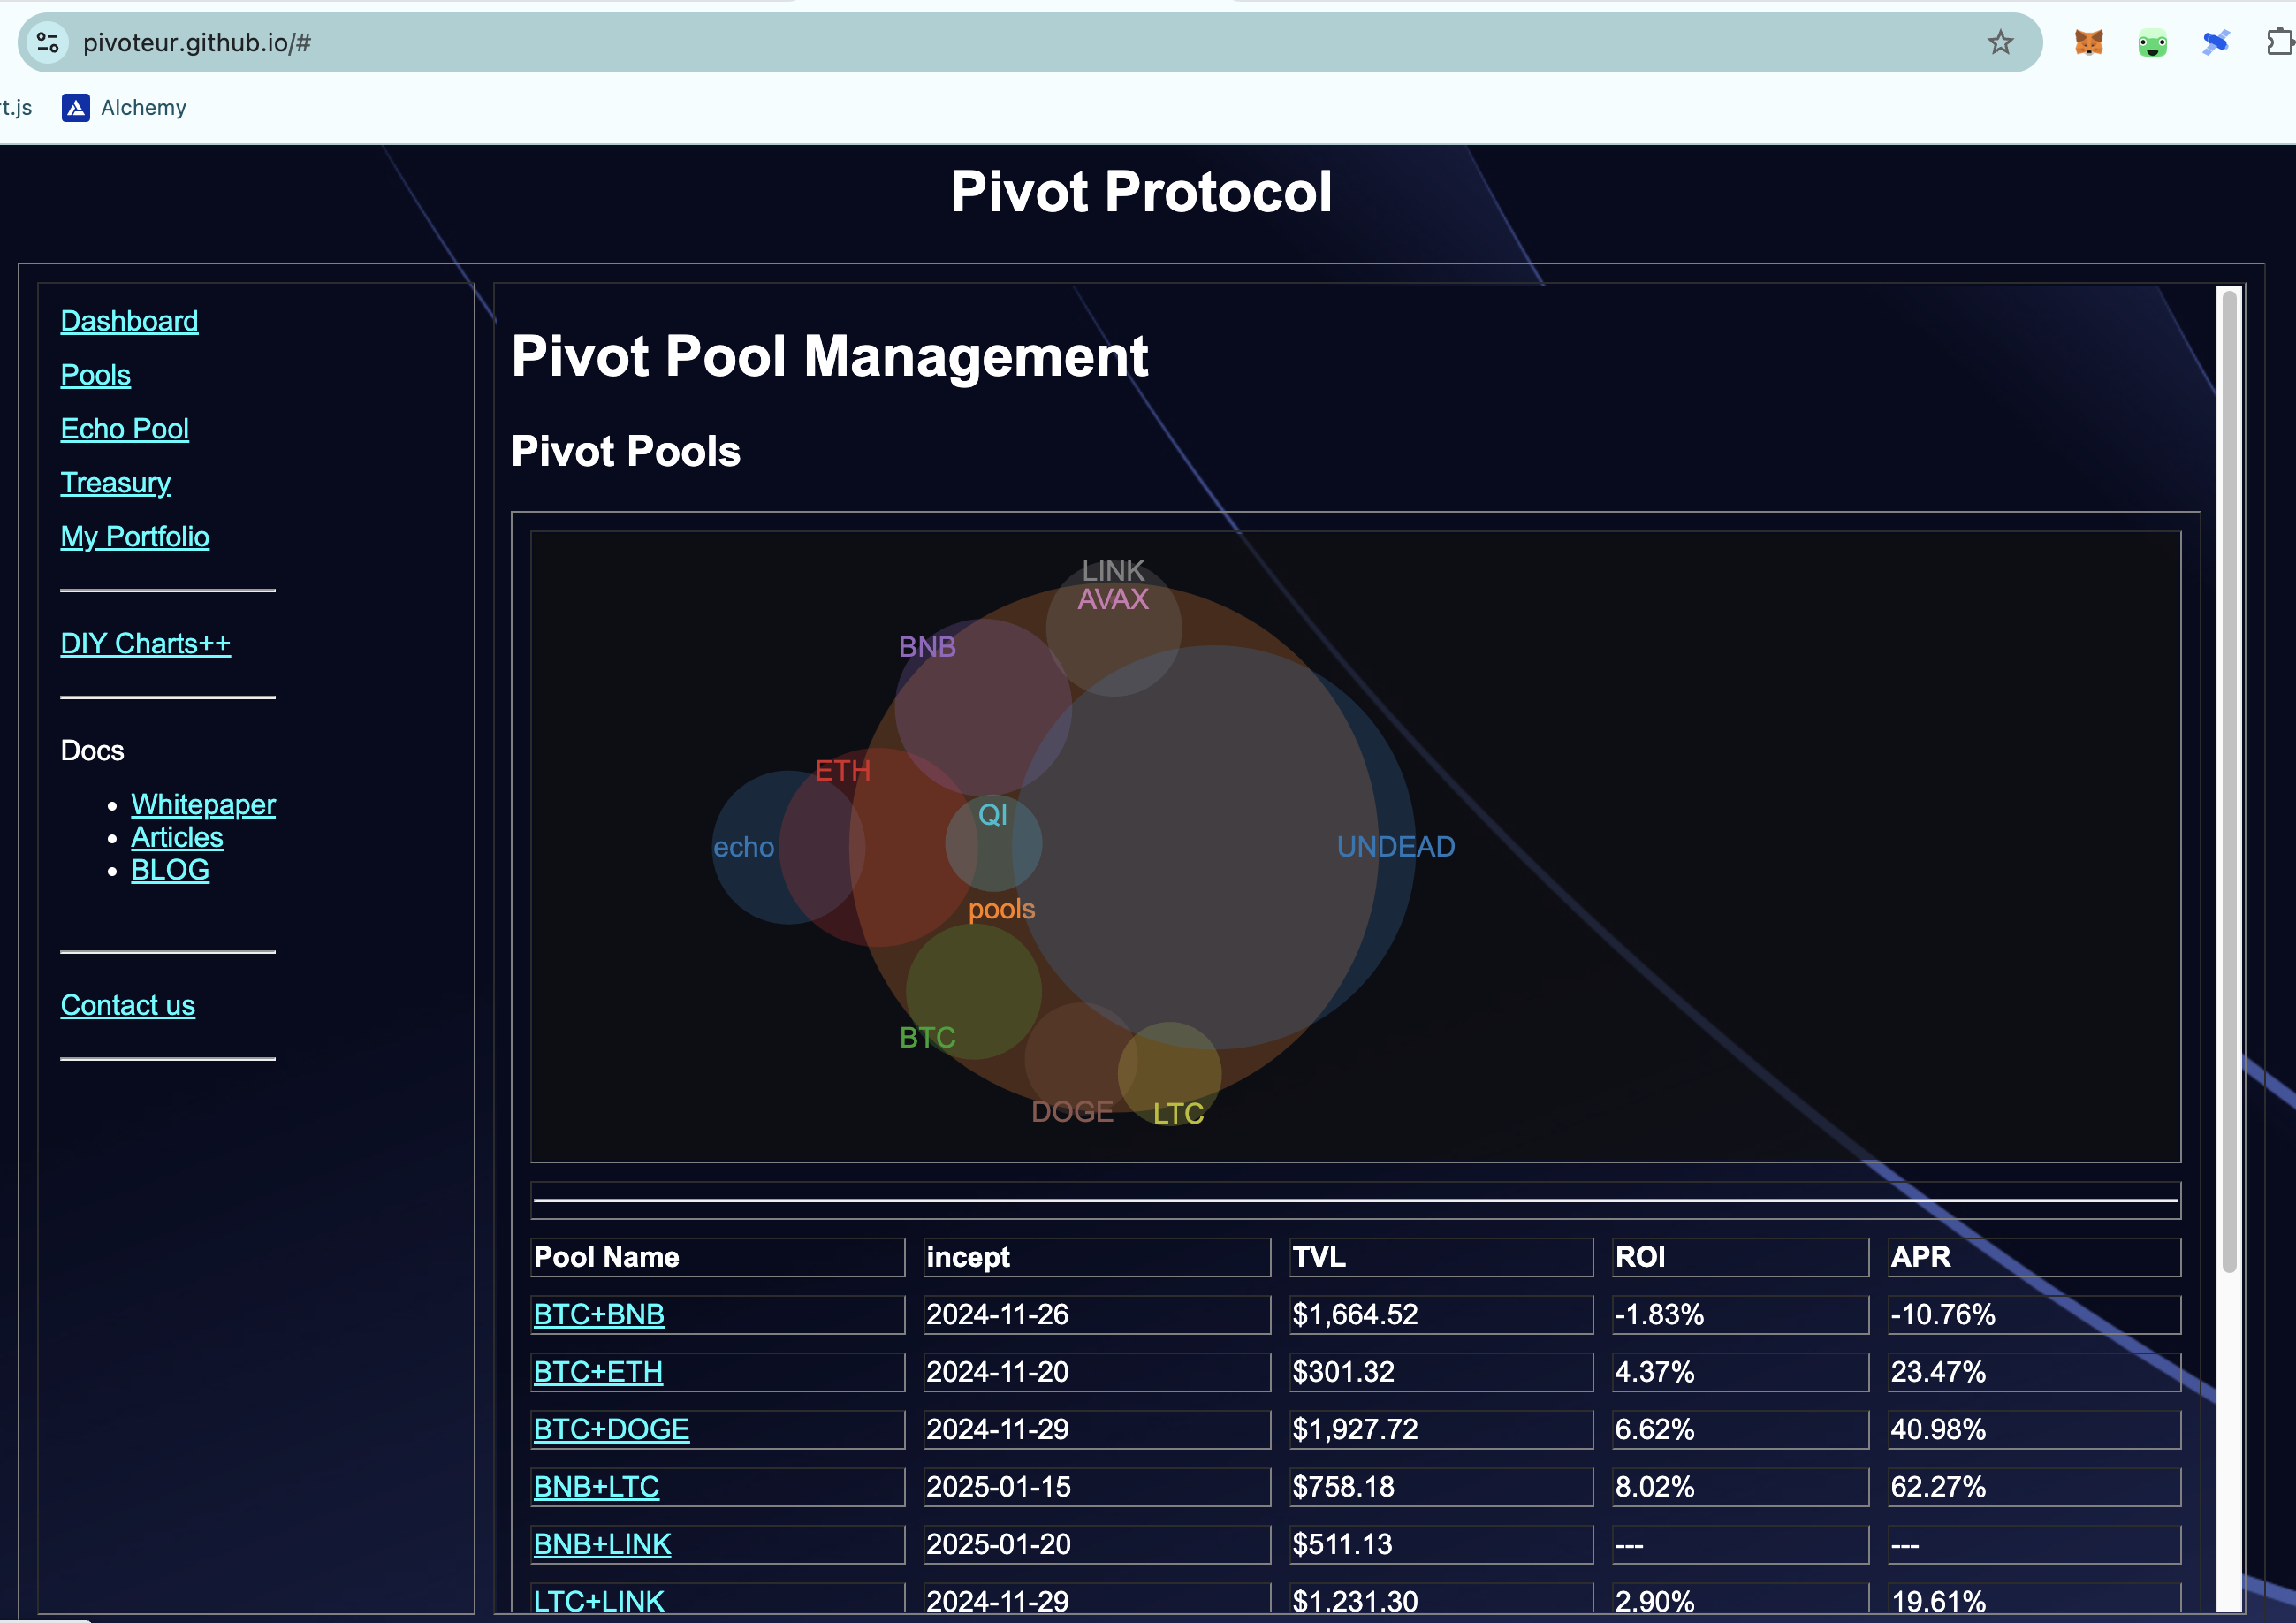 pivoteur.github.io/#
t.js
Alchemy
Pivot Protocol
Dashboard
Pools
Echo Pool
Treasury
My Portfolio
DIY Charts++
Docs
Whitepaper
Articles
BLOG
Contact us
Pivot Pool Management
Pivot Pools
LINK
AVAX
BNB
ETH
QI
echo
UNDEAD
pools
BTC
DOGE
LTC
Pool Name incept TVL ROI APR
BTC+BNB 2024-11-26 $1,664.52 -1.83% -10.76%
BTC+ETH 2024-11-20 $301.32 4.37% 23.47%
BTC+DOGE 2024-11-29 $1,927.72 6.62% 40.98%
BNB+LTC 2025-01-15 $758.18 8.02% 62.27%
BNB+LINK 2025-01-20 $511.13 --- ---
LTC+LINK 2024-11-29 $1,231.30 2.90% 19.61%